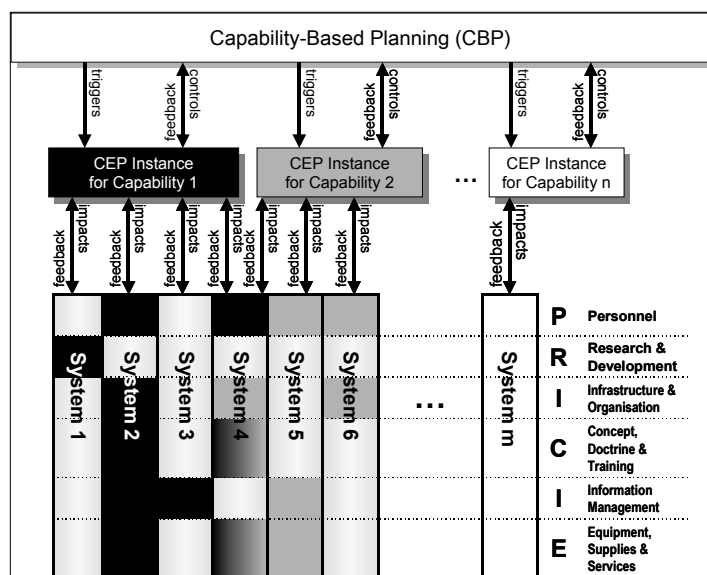 Capability-Based Planning (CBP)
triggers
feedback
controls
triggers
feedback
controls
triggers
feedback
controls
CEP Instance
for Capability 1
CEP Instance
for Capability 2
...
CEP Instance
for Capability n
feedback
impacts
feedback
impacts
feedback
impacts
feedback
impacts
feedback
impacts
feedback
impacts
feedback
impacts
feedback
impacts
System 1
System 2
System 3
System 4
System 5
System 6
...
System m
P Personnel
R Research &
Development
I Infrastructure &
Organisation
C Concept,
Doctrine &
Training
I Information
Management
E Equipment,
Supplies &
Services